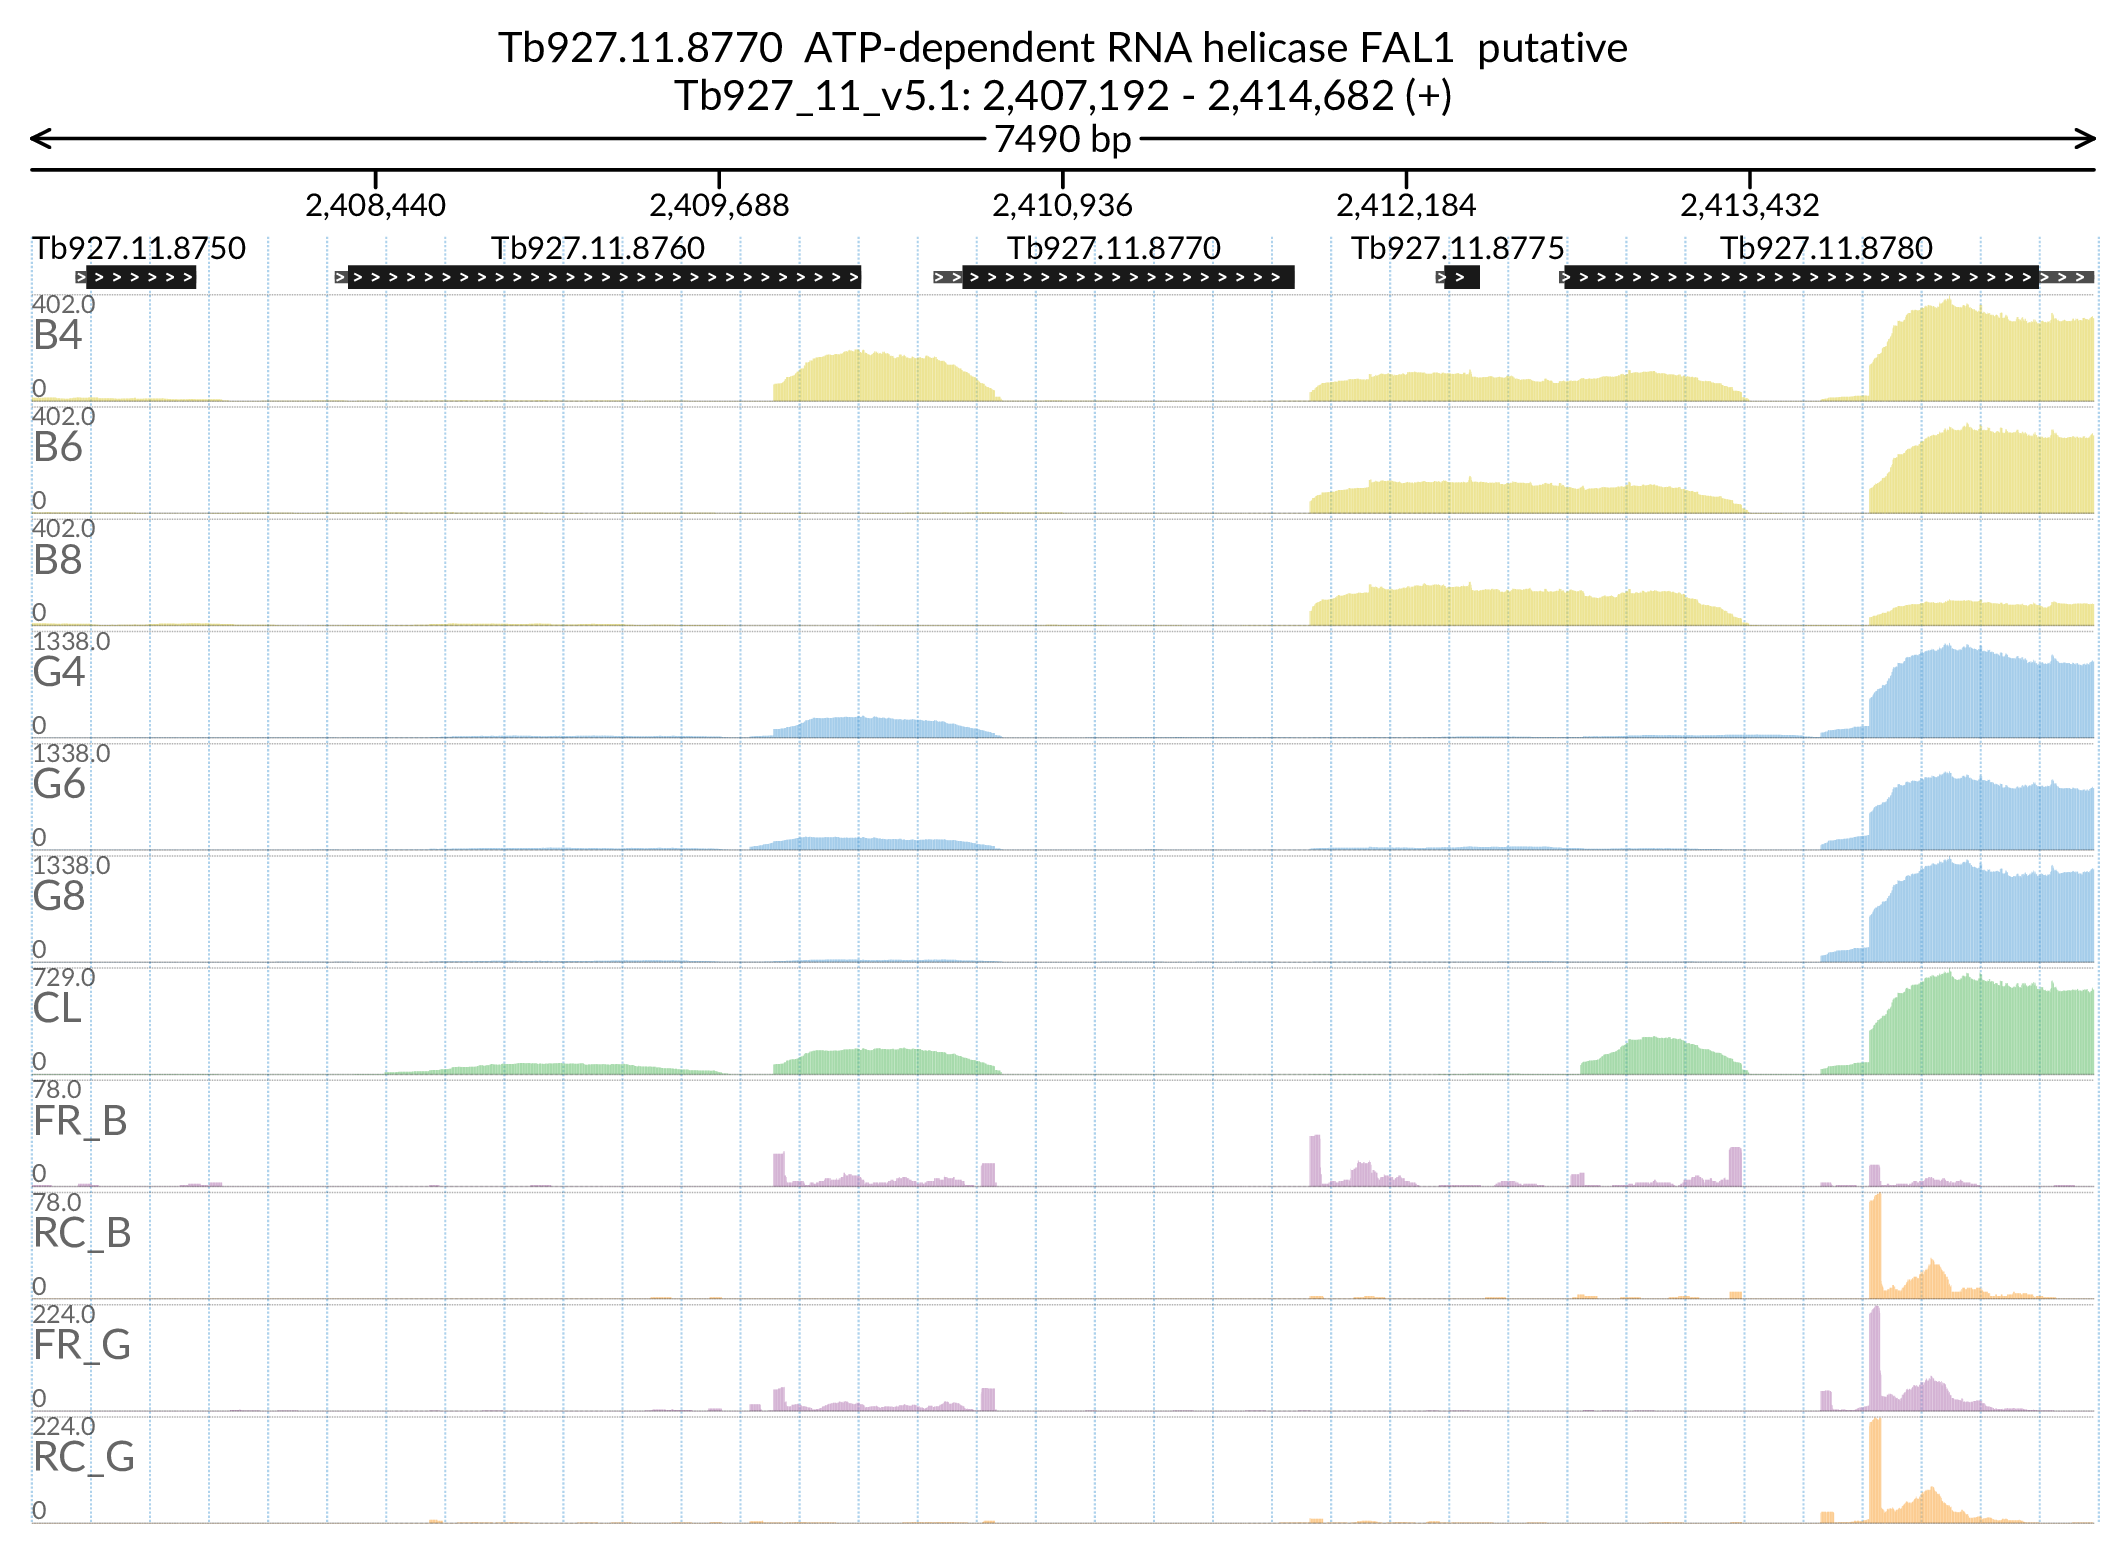 Tb927.11.8770 ATP-dependent RNA helicase FAL1 putative
Tb927_11_v5.1: 2,407,192 - 2,414,682 (+)
7490 bp
2,408,440 2,409,688 2,410,936 2,412,184 2,413,432
Tb927.11.8750 Tb927.11.8760 Tb927.11.8770 Tb927.11.8775 Tb927.11.8780
402.0
B4
0
402.0
B6
0
402.0
B8
0
1338.0
G4
0
1338.0
G6
0
1338.0
G8
0
729.0
CL
0
78.0
FR_B
0
78.0
RC_B
0
224.0
FR_G
0
224.0
RC_G
0